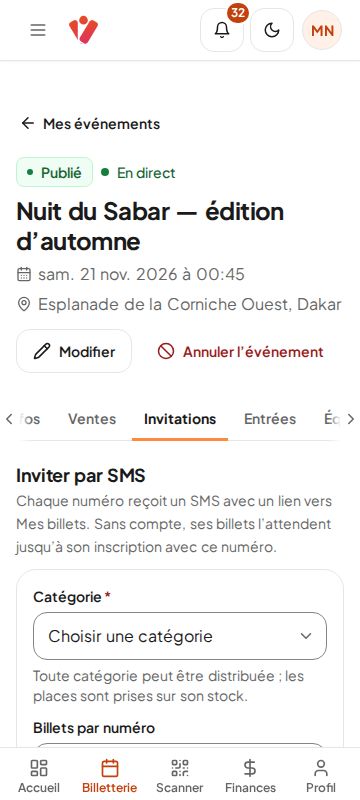 32
MN
Mes événements
Publié
En direct
Nuit du Sabar — édition
d’automne
sam. 21 nov. 2026 à 00:45
Esplanade de la Corniche Ouest, Dakar
Modifier
Annuler l’événement
fos
Ventes
Invitations
Entrées
Éq
Inviter par SMS
Chaque numéro reçoit un SMS avec un lien vers
Mes billets. Sans compte, ses billets l’attendent
jusqu’à son inscription avec ce numéro.
Catégorie *
Choisir une catégorie
Toute catégorie peut être distribuée ; les
places sont prises sur son stock.
Billets par numéro
Accueil
Billetterie
Scanner
Finances
Profil